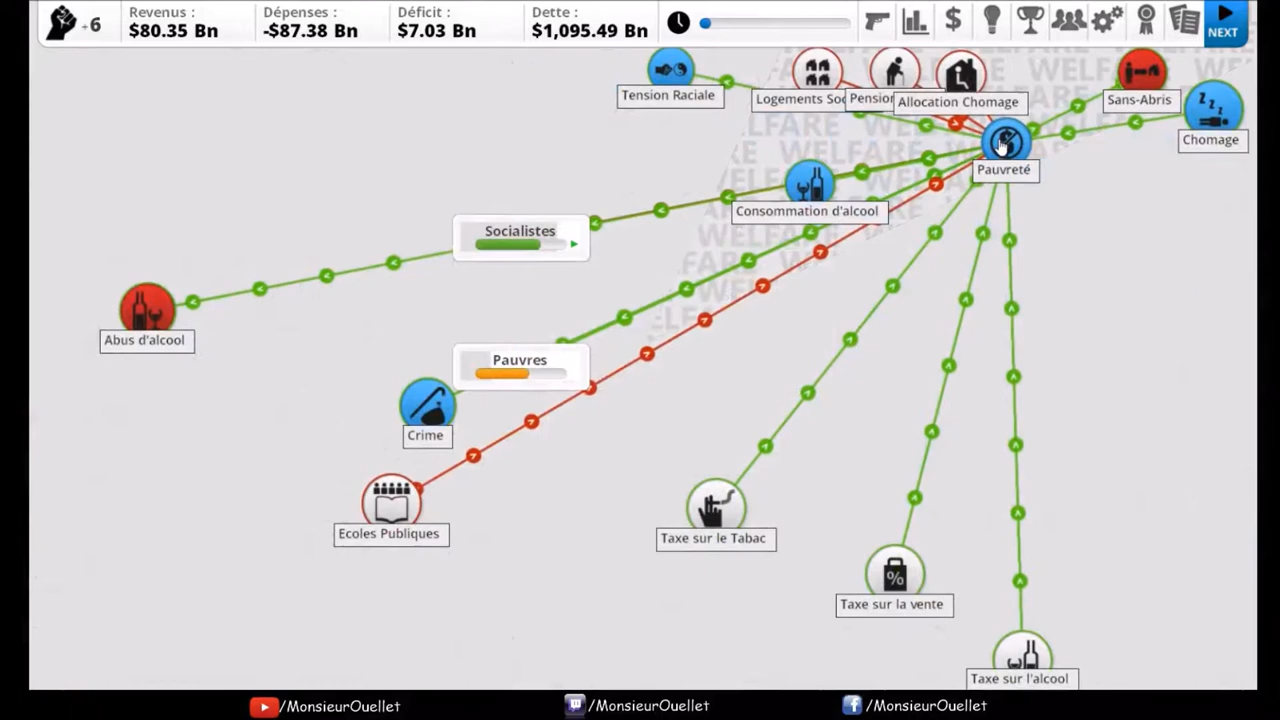 Revenus :
Dépenses :
Déficit :
Dette :
+6
$80.35 Bn
-$87.38 Bn
$7.03 Bn
$1,095.49 Bn
$
NEXT
WELFARE
Tension Raciale
Logements Soc
Pension
Allocation Chomage
Sans-Abris
Chomage
Pauvreté
Consommation d'alcool
Socialistes
Abus d'alcool
Pauvres
Crime
Ecoles Publiques
Taxe sur le Tabac
%
Taxe sur la vente
Taxe sur l'alcool
/MonsieurOuellet
/MonsieurOuellet
/MonsieurOuellet